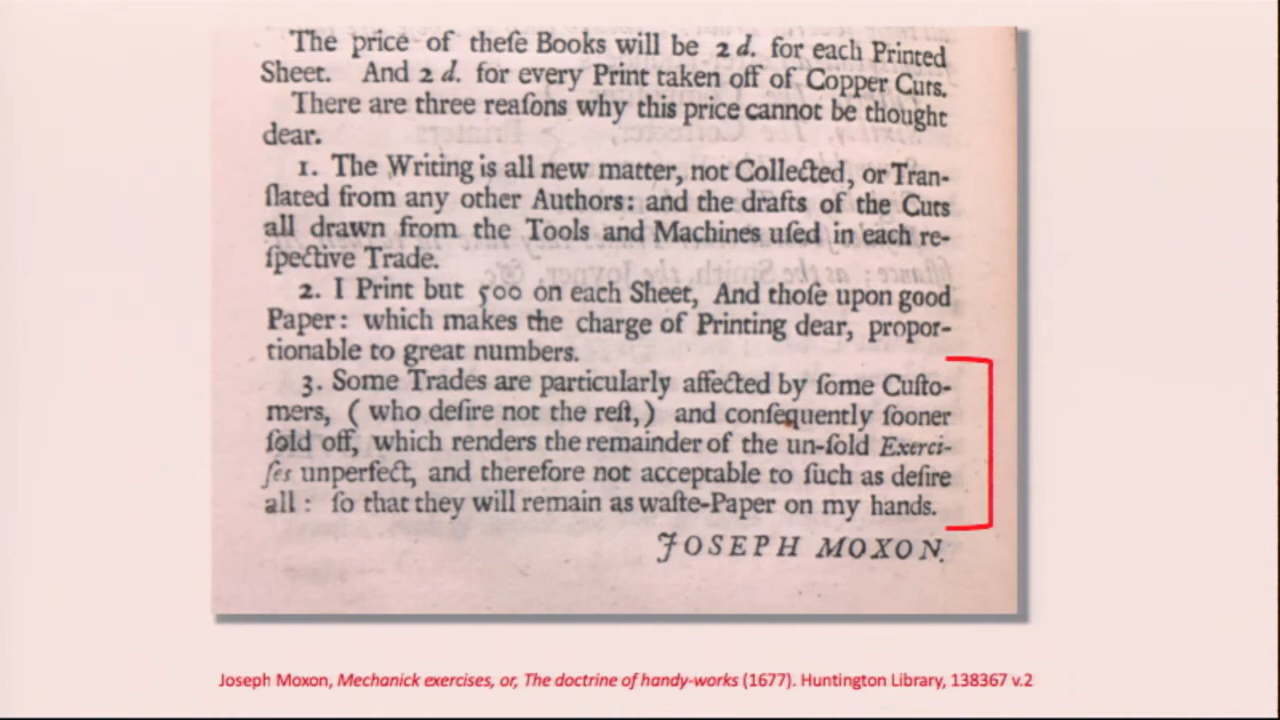 The price of theſe Books will be 2 d. for each Printed
Sheet. And 2 d. for every Print taken off of Copper Cuts.
There are three reaſons why this price cannot be thought
dear.
1. The Writing is all new matter, not Collected, or Tran-
ſlated from any other Authors: and the drafts of the Cuts
all drawn from the Tools and Machines uſed in each re-
ſpective Trade.
2. I Print but 500 on each Sheet, And thoſe upon good
Paper: which makes the charge of Printing dear, propor-
tionable to great numbers.
3. Some Trades are particularly affected by ſome Cuſto-
mers, ( who deſire not the reſt,) and conſequently ſooner
ſold off, which renders the remainder of the un-ſold Exerci-
ſes unperfect, and therefore not acceptable to ſuch as deſire
all: ſo that they will remain as waſte-Paper on my hands.
JOSEPH MOXON.
Joseph Moxon, Mechanick exercises, or, The doctrine of handy-works (1677). Huntington Library, 138367 v.2